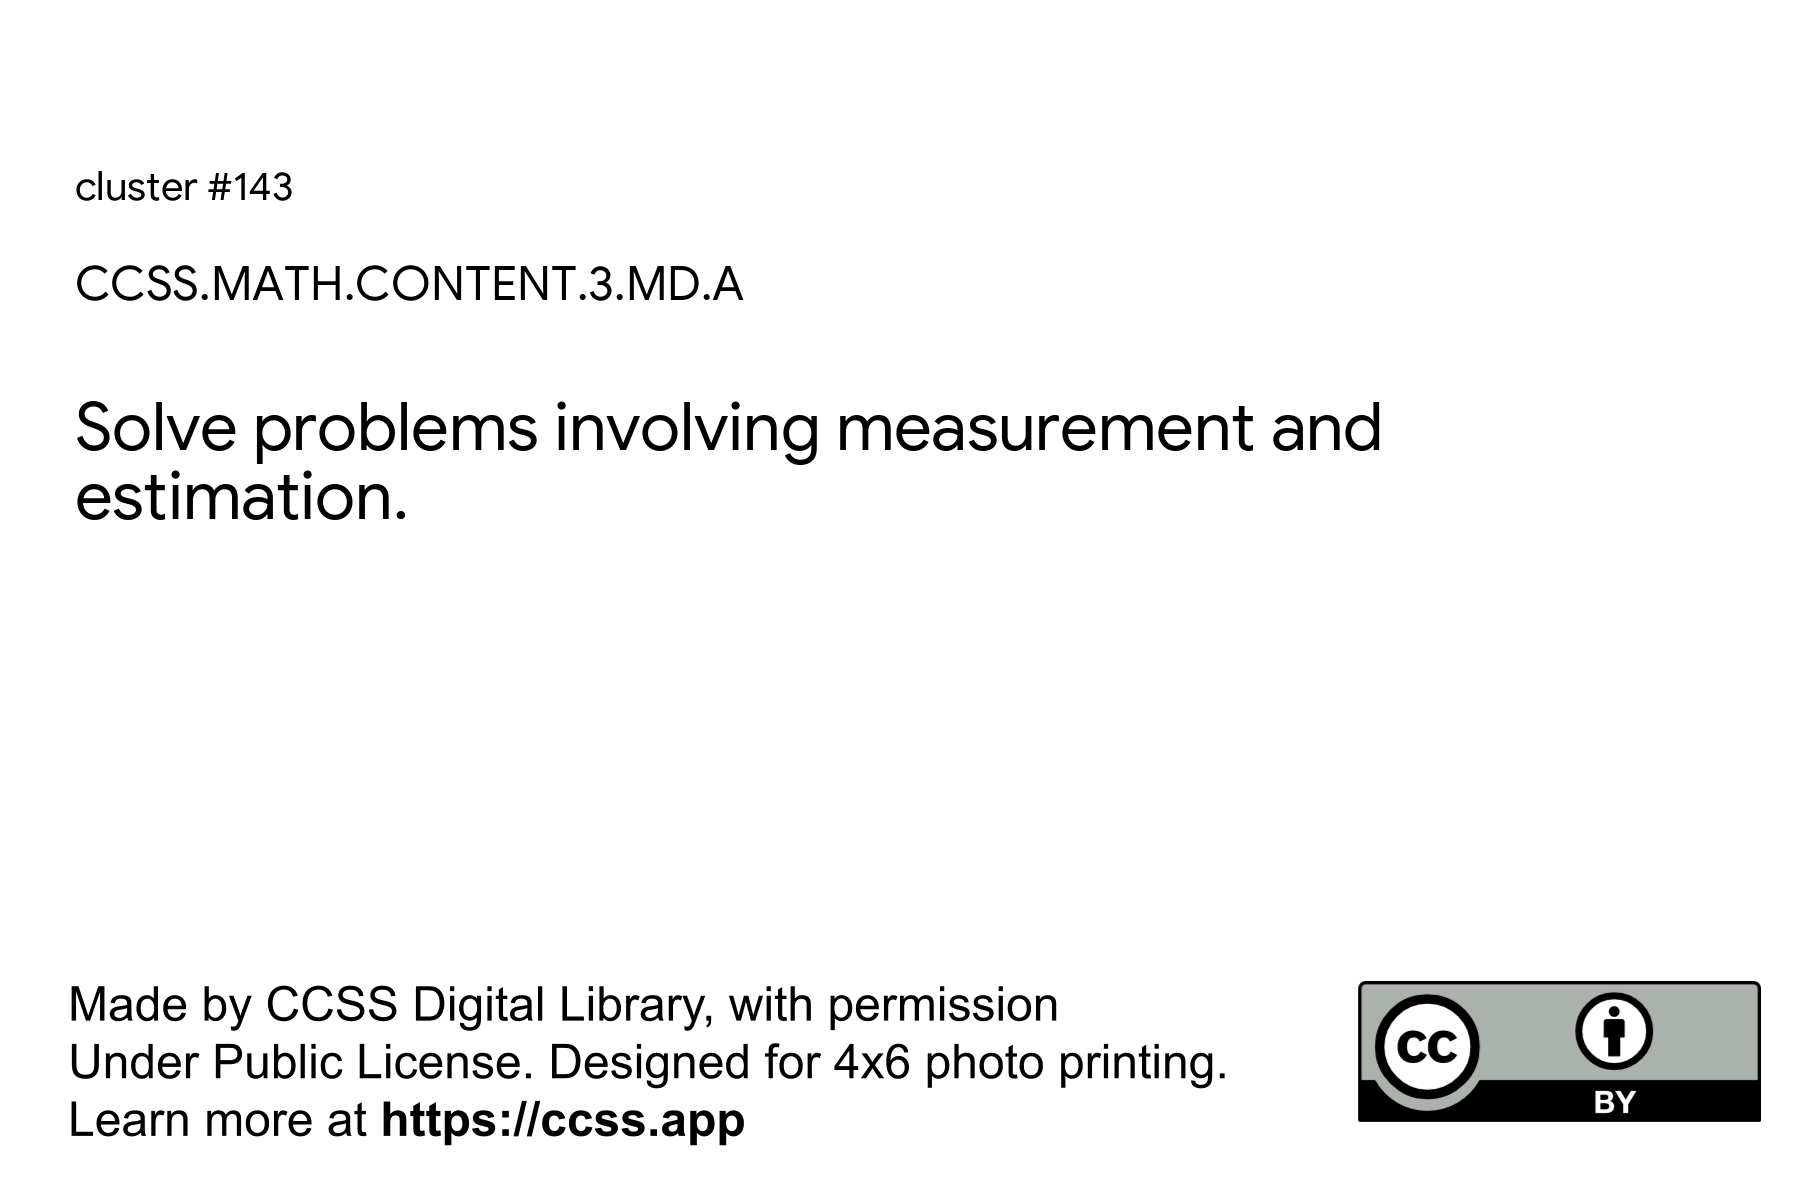 cluster #143
CCSS.MATH.CONTENT.3.MD.A
Solve problems involving measurement and
estimation.
Made by CCSS Digital Library, with permission
Under Public License. Designed for 4x6 photo printing.
Learn more at https://ccss.app
CC
BY